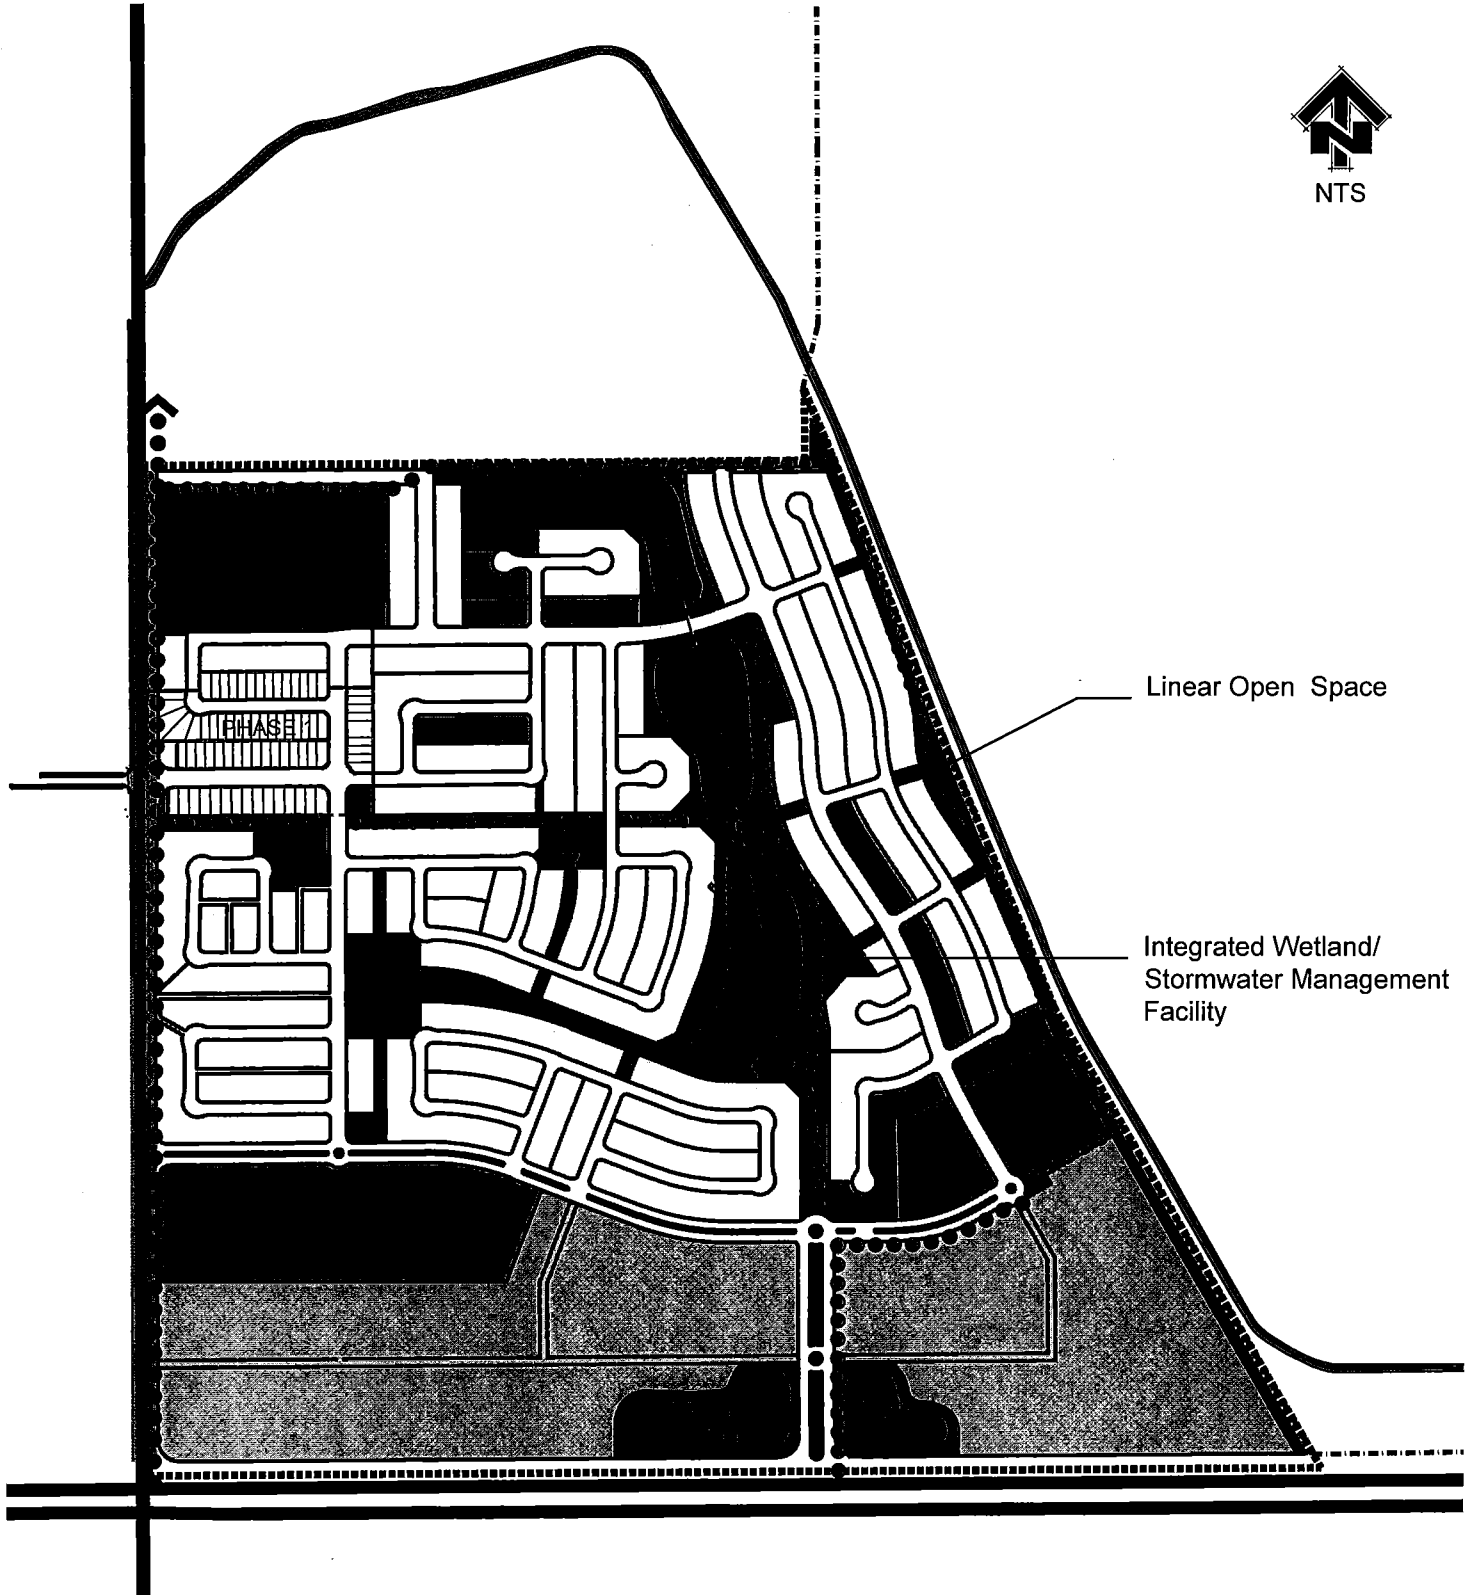 N
NTS
Linear Open Space
PHASE 1
Integrated Wetland/
Stormwater Management
Facility